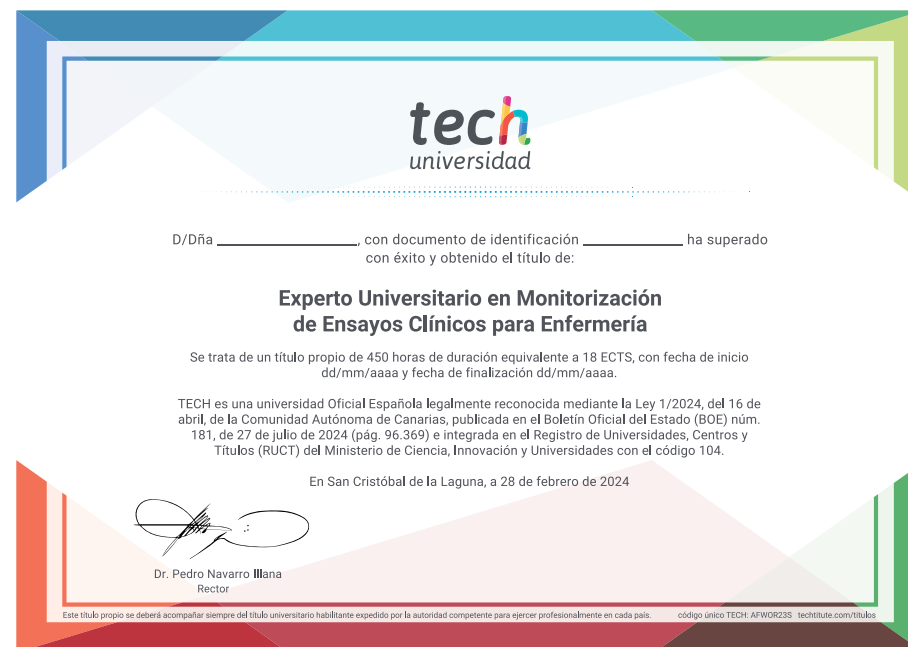 tech
universidad
D/Dña ____________, con documento de identificación ____________ ha superado
con éxito y obtenido el título de:
Experto Universitario en Monitorización
de Ensayos Clínicos para Enfermería
Se trata de un título propio de 450 horas de duración equivalente a 18 ECTS, con fecha de inicio
dd/mm/aaaa y fecha de finalización dd/mm/aaaa.
TECH es una universidad Oficial Española legalmente reconocida mediante la Ley 1/2024, del 16 de
abril, de la Comunidad Autónoma de Canarias, publicada en el Boletín Oficial del Estado (BOE) núm.
181, de 27 de julio de 2024 (pág. 96.369) e integrada en el Registro de Universidades, Centros y
Títulos (RUCT) del Ministerio de Ciencia, Innovación y Universidades con el código 104.
En San Cristóbal de la Laguna, a 28 de febrero de 2024
Dr. Pedro Navarro Illana
Rector
Este título propio se deberá acompañar siempre del título universitario habilitante expedido por la autoridad competente para ejercer profesionalmente en cada país. código único TECH: AFWOR23S techtitute.com/titulos